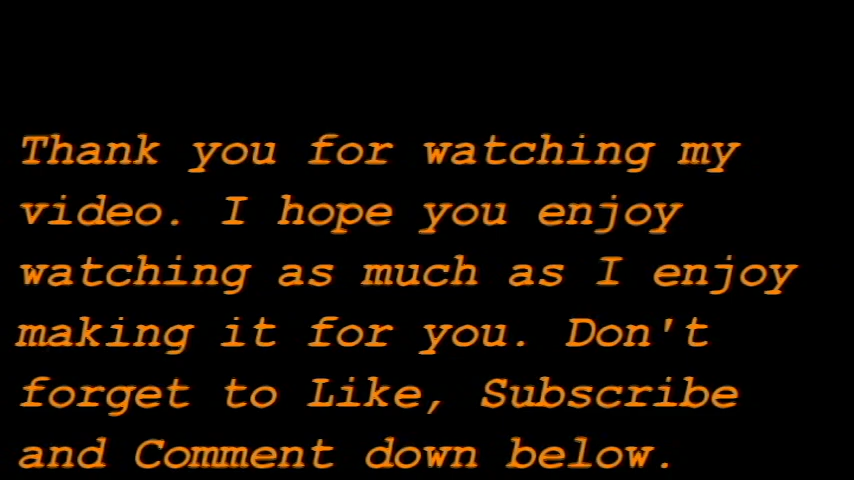 Thank you for watching my
video. I hope you enjoy
watching as much as I enjoy
making it for you. Don't
forget to Like, Subscribe
and Comment down below.